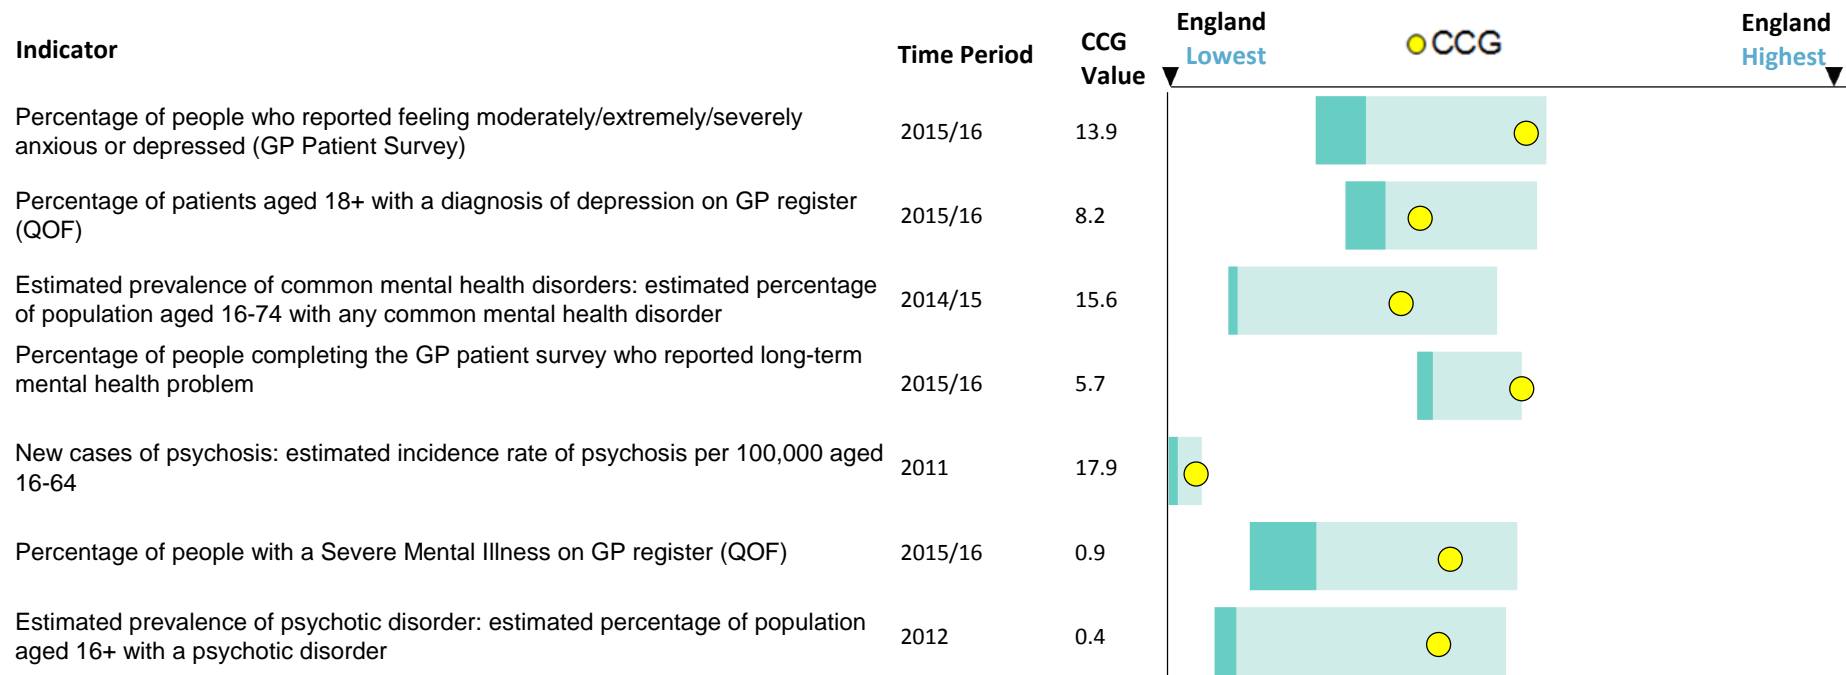 Indicator
Time Period
CCG
Value
England
Lowest
CCG
England
Highest
Percentage of people who reported feeling moderately/extremely/severely
anxious or depressed (GP Patient Survey)
2015/16
13.9
Percentage of patients aged 18+ with a diagnosis of depression on GP register
(QOF)
2015/16
8.2
Estimated prevalence of common mental health disorders: estimated percentage
of population aged 16-74 with any common mental health disorder
2014/15
15.6
Percentage of people completing the GP patient survey who reported long-term
mental health problem
2015/16
5.7
New cases of psychosis: estimated incidence rate of psychosis per 100,000 aged
16-64
2011
17.9
Percentage of people with a Severe Mental Illness on GP register (QOF)
2015/16
0.9
Estimated prevalence of psychotic disorder: estimated percentage of population
aged 16+ with a psychotic disorder
2012
0.4